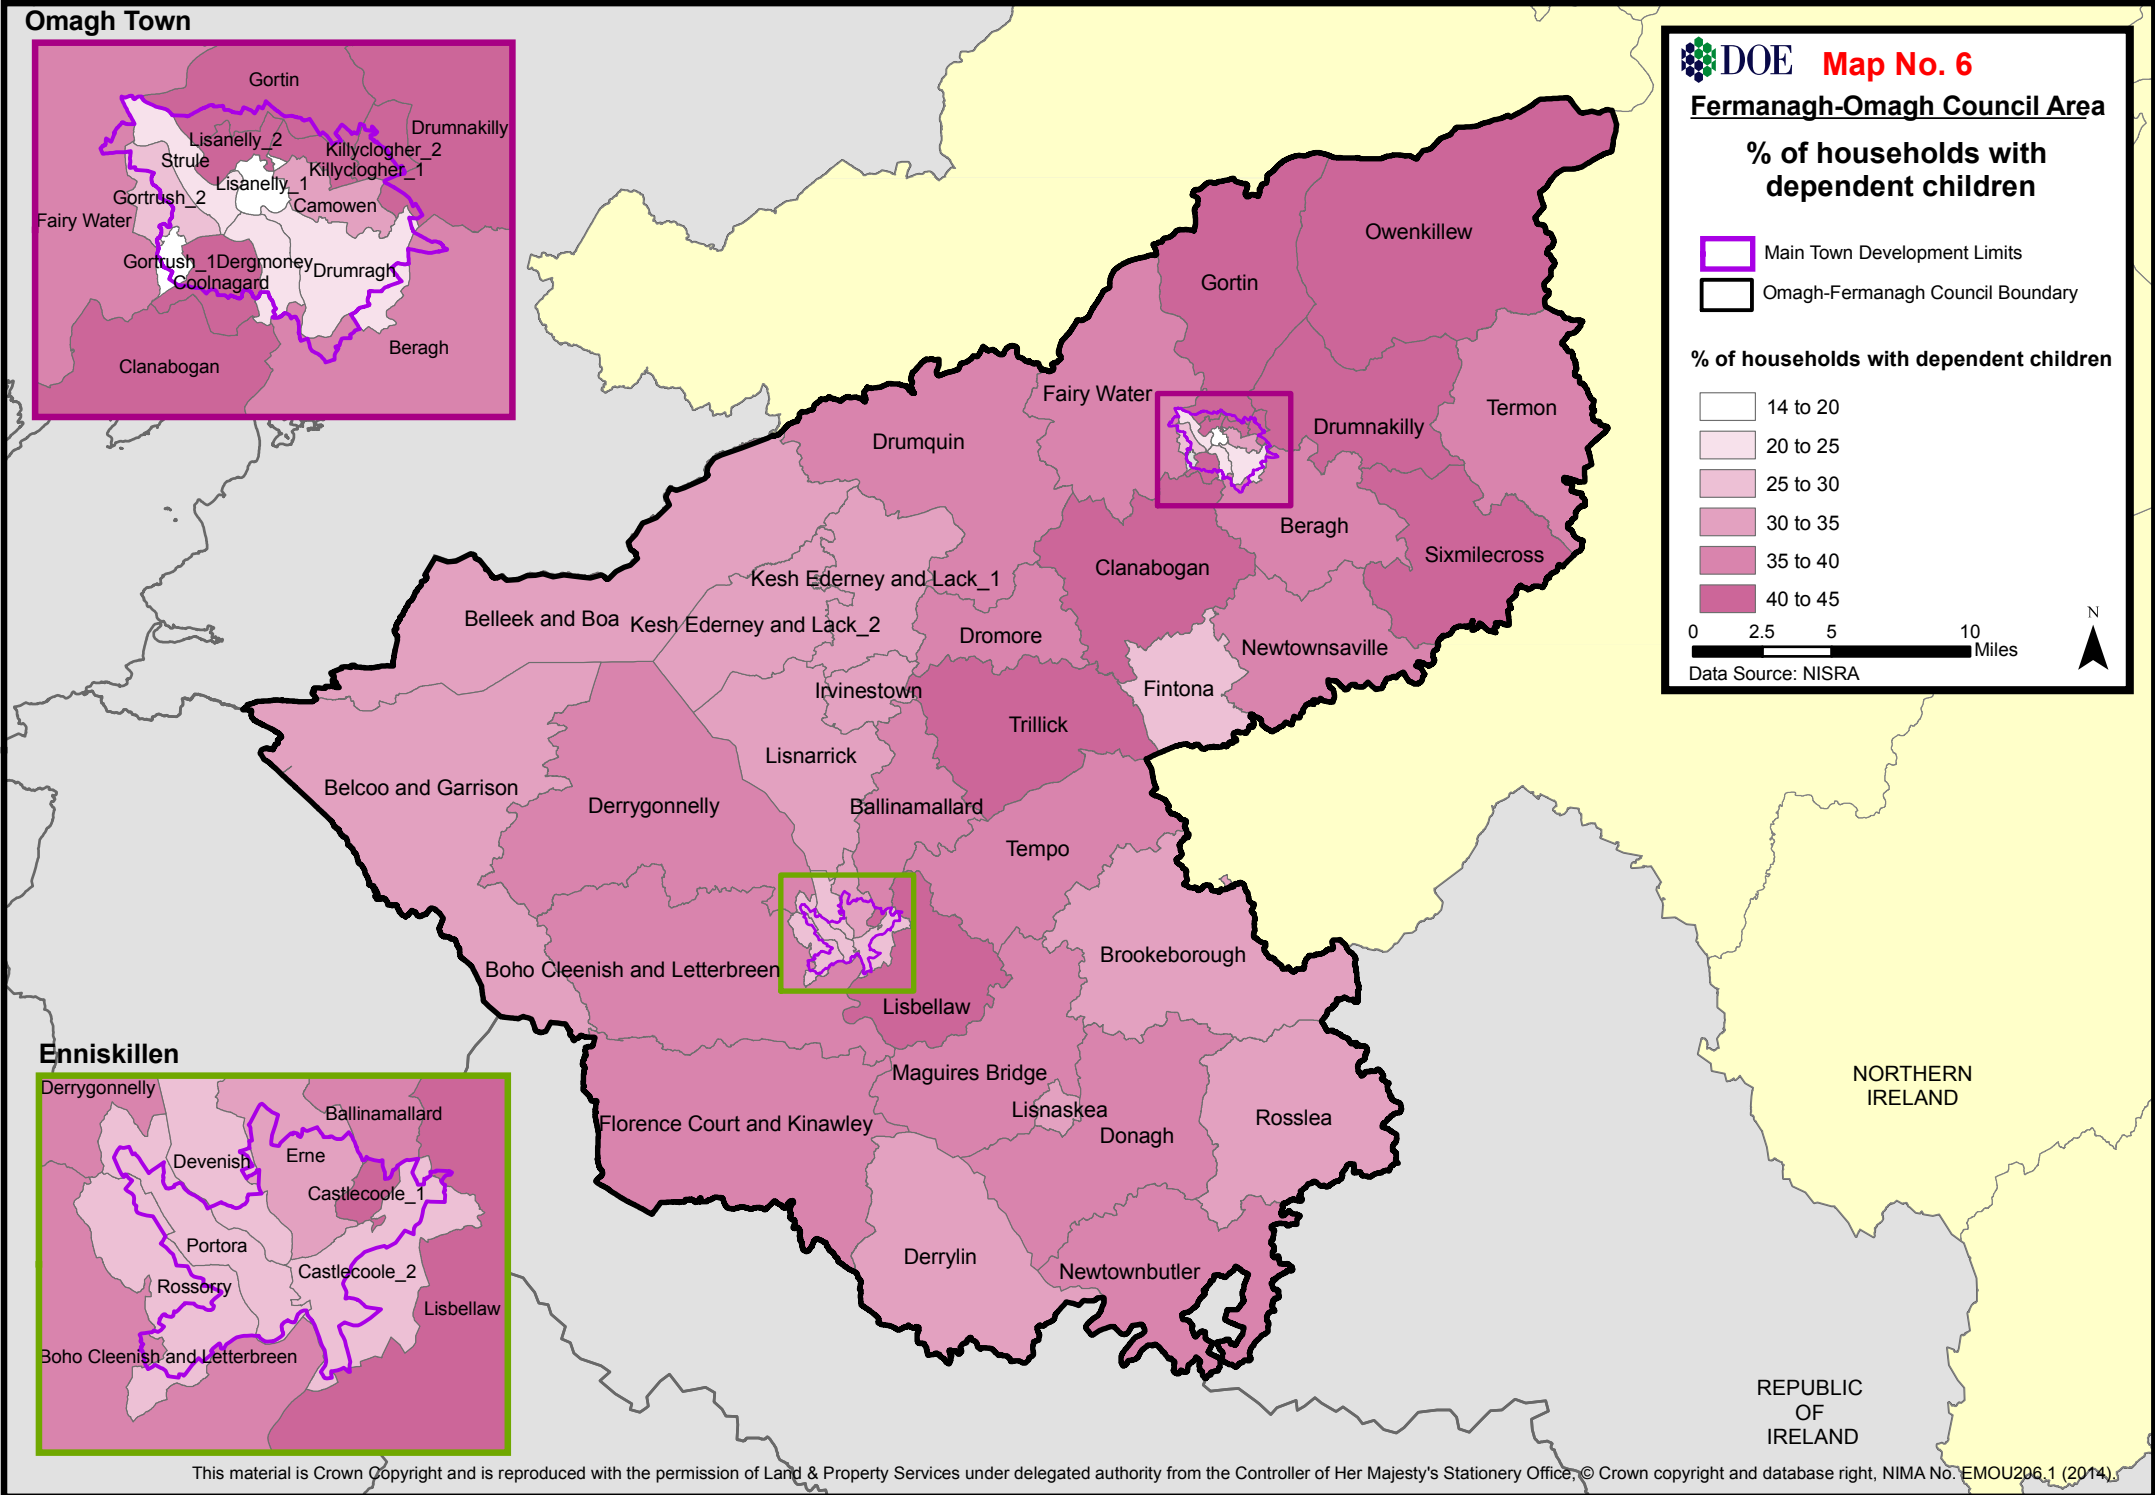 Omagh Town
Gortin
Drumnakilly
Lisanelly_2
Killyclogher_2
Strule
Killyclogher_1
Lisanelly_1
Gortrush_2
Camowen
Fairy Water
Gortrush_1
Dergmoney
Drumragh
Coolnagard
Beragh
Clanabogan
DOE
Map No. 6
Fermanagh-Omagh Council Area
% of households with
dependent children
Main Town Development Limits
Omagh-Fermanagh Council Boundary
% of households with dependent children
14 to 20
20 to 25
25 to 30
30 to 35
35 to 40
40 to 45
N
0 2.5 5 10
Miles
Data Source: NISRA
Owenkillew
Gortin
Fairy Water
Termon
Drumnakilly
Drumquin
Beragh
Sixmilecross
Clanabogan
Kesh Ederney and Lack_1
Belleek and Boa
Kesh Ederney and Lack_2
Dromore
Newtownsaville
Irvinestown
Fintona
Trillick
Lisnarrick
Belcoo and Garrison
Derrygonnelly
Ballinamallard
Tempo
Brookeborough
Boho Cleenish and Letterbreen
Lisbellaw
Maguires Bridge
Lisnaskea
Florence Court and Kinawley
Donagh
Rosslea
Derrylin
Newtownbutler
NORTHERN
IRELAND
REPUBLIC
OF
IRELAND
Enniskillen
Derrygonnelly
Ballinamallard
Devenish
Erne
Castlecoole_1
Portora
Castlecoole_2
Rossorry
Lisbellaw
Boho Cleenish and Letterbreen
This material is Crown Copyright and is reproduced with the permission of Land & Property Services under delegated authority from the Controller of Her Majesty's Stationery Office, © Crown copyright and database right, NIMA No. EMOU206.1 (2014).